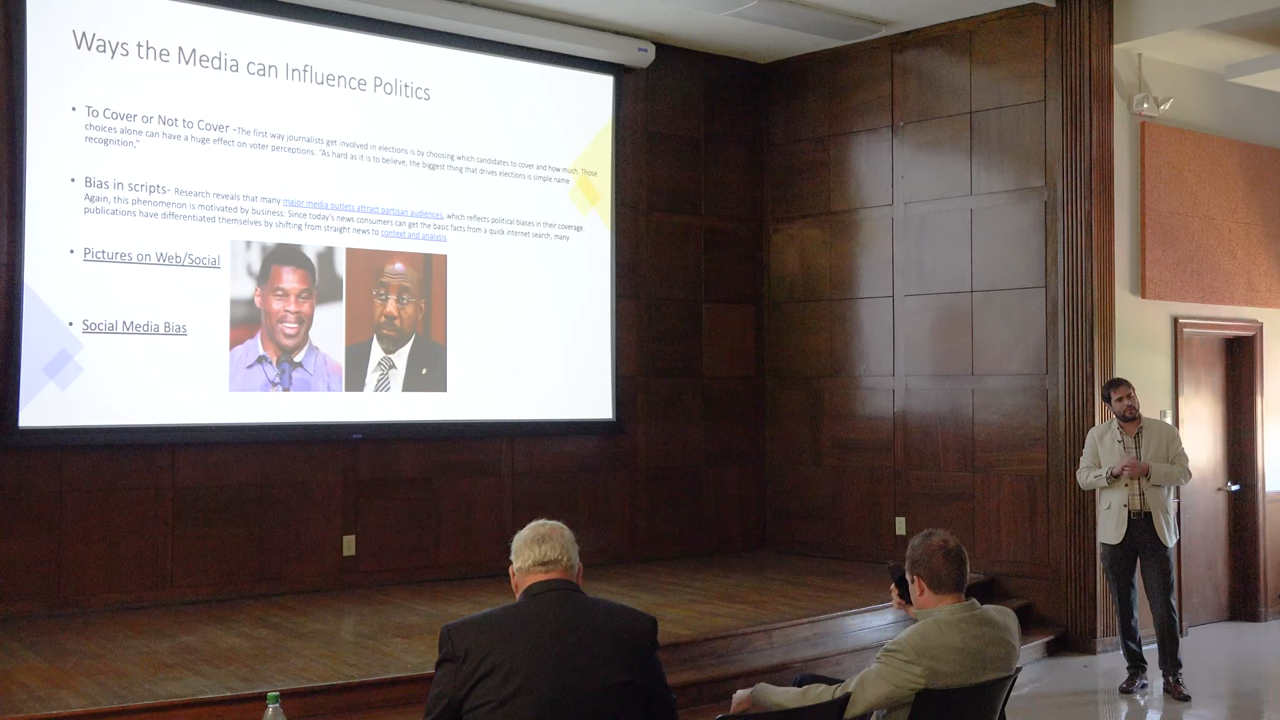 Ways the Media can Influence Politics
• To Cover or Not to Cover -The first way journalists get involved in elections is by choosing which candidates to cover and how much. Those
choices alone can have a huge effect on voter perceptions. "As hard as it is to believe, the biggest thing that drives elections is simple name
recognition,"
• Bias in scripts- Research reveals that many major media outlets attract partisan audiences, which reflects political biases in their coverage.
Again, this phenomenon is motivated by business: Since today's news consumers can get the basic facts from a quick internet search, many
publications have differentiated themselves by shifting from straight news to context and analysis
• Pictures on Web/Social
• Social Media Bias